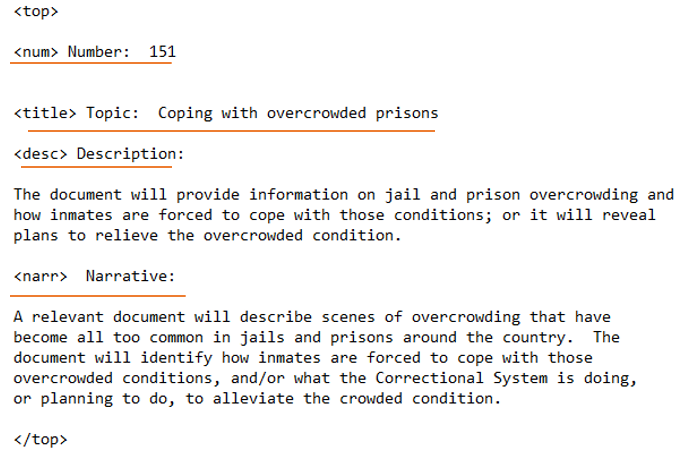 <top>
<num> Number:  151
<title> Topic:  Coping with overcrowded prisons
<desc> Description:
The document will provide information on jail and prison overcrowding and
how inmates are forced to cope with those conditions; or it will reveal
plans to relieve the overcrowded condition.
<narr>  Narrative:
A relevant document will describe scenes of overcrowding that have
become all too common in jails and prisons around the country.  The
document will identify how inmates are forced to cope with those
overcrowded conditions, and/or what the Correctional System is doing,
or planning to do, to alleviate the crowded condition.
</top>